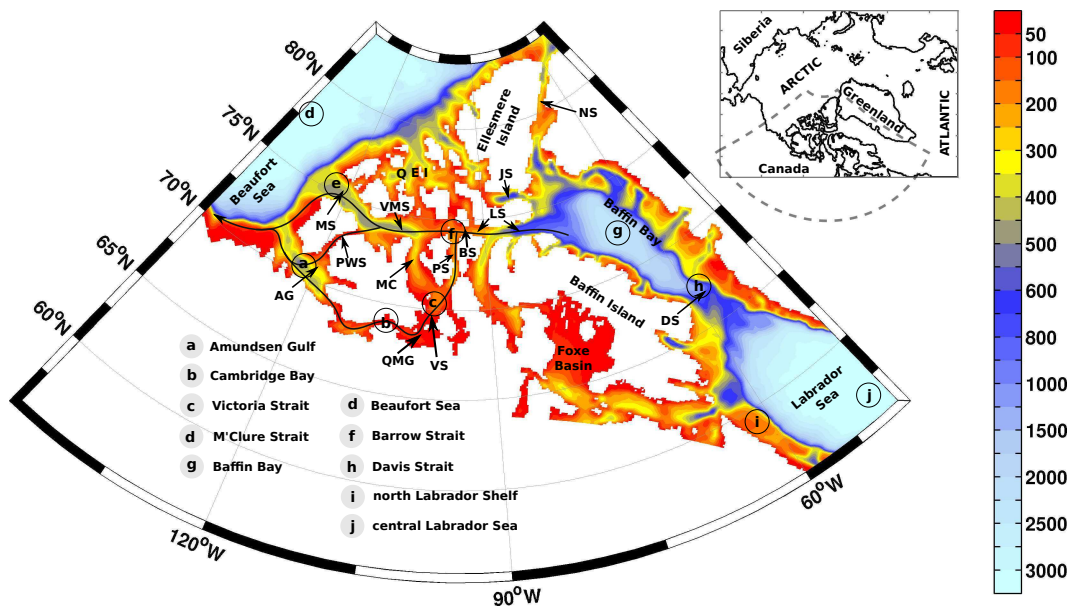 80°N
75°N
70°N
65°N
60°N
120°W
90°W
60°W
d
Beaufort
Sea
e
MS
a
AG
PWS
VMS
Q E I
Ellesmere
Island
NS
JS
LS
f
BS
PS
MC
c
b
QMG
VS
Baffin Bay
g
Baffin Island
h
DS
Foxe
Basin
Labrador
Sea
j
i
a Amundsen Gulf
b Cambridge Bay
c Victoria Strait
d M'Clure Strait
g Baffin Bay
d Beaufort Sea
f Barrow Strait
h Davis Strait
i north Labrador Shelf
j central Labrador Sea
Siberia
ARCTIC
Greenland
ATLANTIC
Canada
50
100
200
300
400
500
600
800
1000
1500
2000
2500
3000